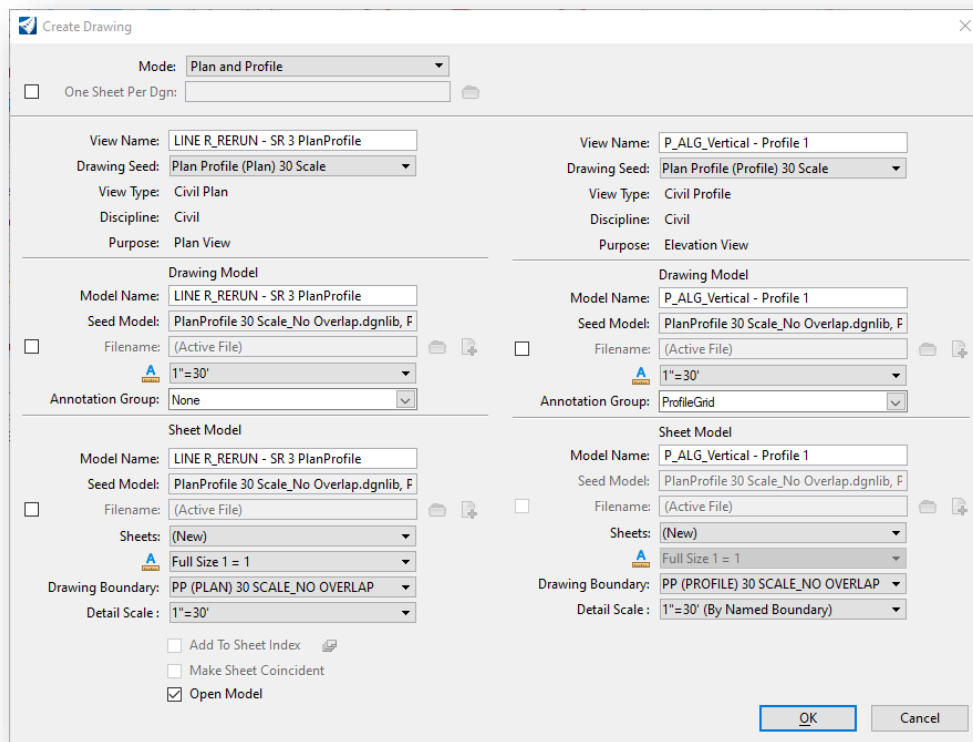 Create Drawing
Mode: Plan and Profile
One Sheet Per Dgn:
View Name: LINE R_RERUN - SR 3 PlanProfile
Drawing Seed: Plan Profile (Plan) 30 Scale
View Type: Civil Plan
Discipline: Civil
Purpose: Plan View
Drawing Model
Model Name: LINE R_RERUN - SR 3 PlanProfile
Seed Model: PlanProfile 30 Scale_No Overlap.dgnlib, P
Filename: (Active File)
A 1"=30'
Annotation Group: None
Sheet Model
Model Name: LINE R_RERUN - SR 3 PlanProfile
Seed Model: PlanProfile 30 Scale_No Overlap.dgnlib, P
Filename: (Active File)
Sheets: (New)
A Full Size 1 = 1
Drawing Boundary: PP (PLAN) 30 SCALE_NO OVERLAP
Detail Scale : 1"=30'
Add To Sheet Index
Make Sheet Coincident
Open Model
View Name: P_ALG_Vertical - Profile 1
Drawing Seed: Plan Profile (Profile) 30 Scale
View Type: Civil Profile
Discipline: Civil
Purpose: Elevation View
Drawing Model
Model Name: P_ALG_Vertical - Profile 1
Seed Model: PlanProfile 30 Scale_No Overlap.dgnlib, P
Filename: (Active File)
A 1"=30'
Annotation Group: ProfileGrid
Sheet Model
Model Name: P_ALG_Vertical - Profile 1
Seed Model: PlanProfile 30 Scale_No Overlap.dgnlib, P
Filename: (Active File)
Sheets: (New)
A Full Size 1 = 1
Drawing Boundary: PP (PROFILE) 30 SCALE_NO OVERLAP
Detail Scale : 1"=30' (By Named Boundary)
OK Cancel